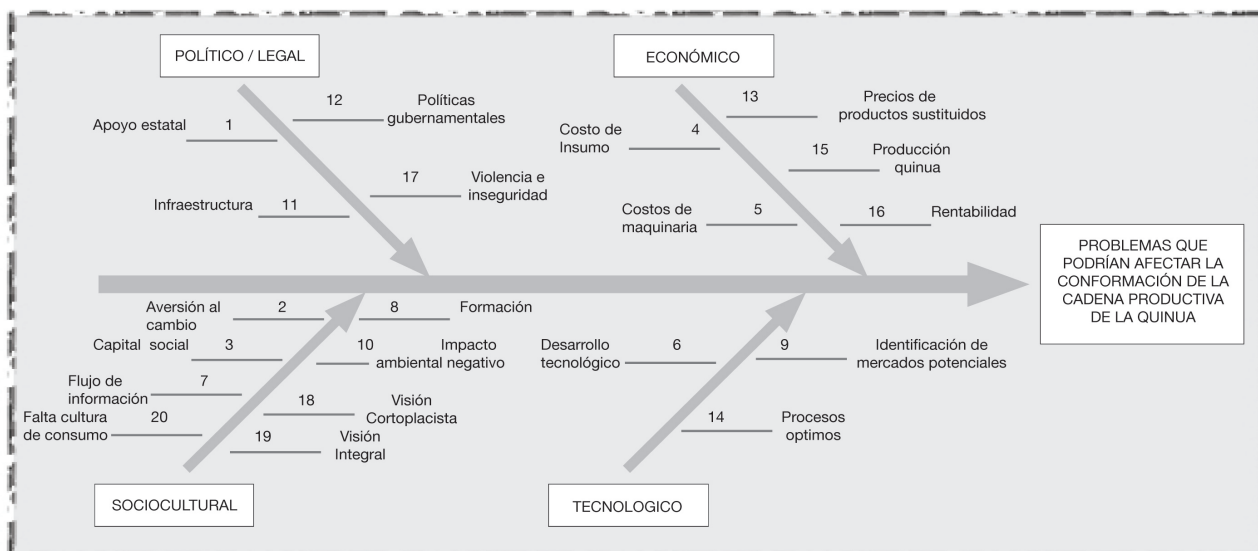 POLÍTICO / LEGAL
12
Políticas
gubernamentales
Apoyo estatal
1
17
Violencia e
inseguridad
Infraestructura
11
ECONÓMICO
13
Precios de
productos sustituidos
Costo de
Insumo
4
15
Producción
quinua
Costos de
maquinaria
5
16
Rentabilidad
PROBLEMAS QUE
PODRÍAN AFECTAR LA
CONFORMACIÓN DE LA
CADENA PRODUCTIVA
DE LA QUINUA
Aversión al
cambio
2
8
Formación
Capital social
3
10
Impacto
ambiental negativo
Flujo de
información
7
18
Visión
Cortoplacista
Falta cultura
de consumo
20
19
Visión
Integral
SOCIOCULTURAL
Desarrollo
tecnológico
6
9
Identificación de
mercados potenciales
14
Procesos
optimos
TECNOLOGICO